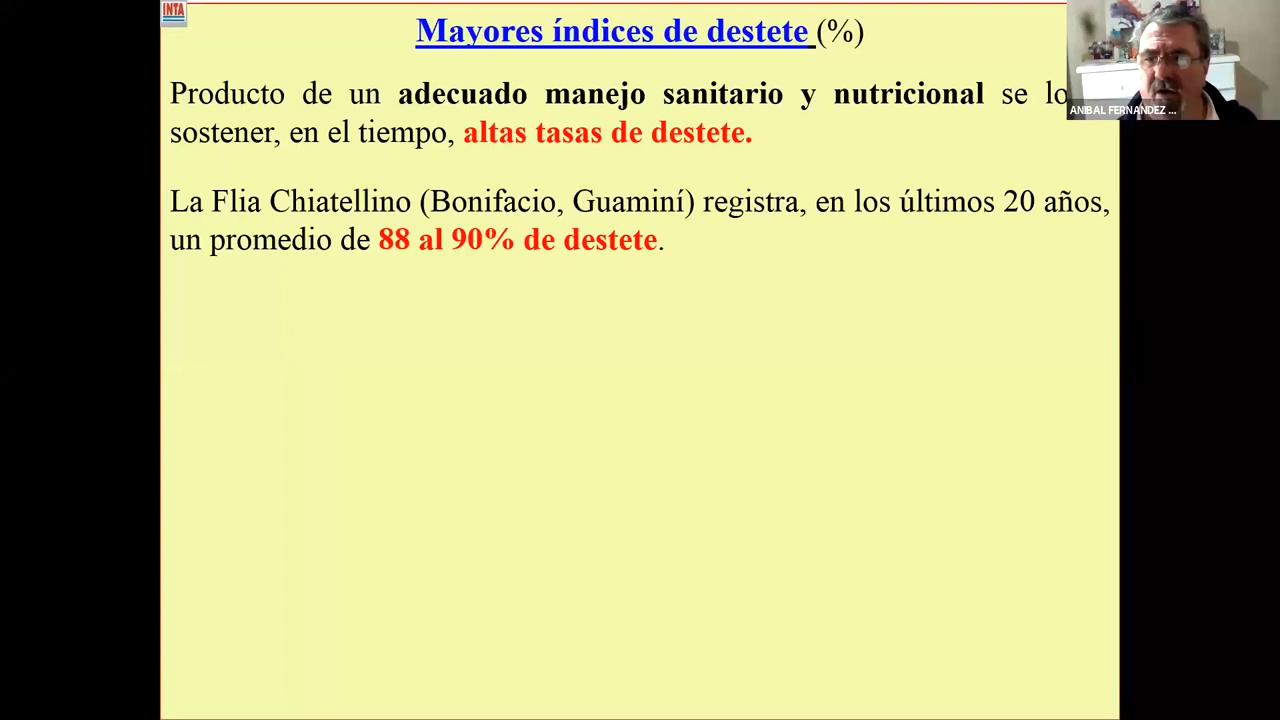 INTA
Mayores índices de destete (%)
Producto de un adecuado manejo sanitario y nutricional se
sostener, en el tiempo, altas tasas de destete.
La Flia Chiatellino (Bonifacio, Guaminí) registra, en los últimos 20 años,
un promedio de 88 al 90% de destete.
ANIBAL FERNANDEZ ...